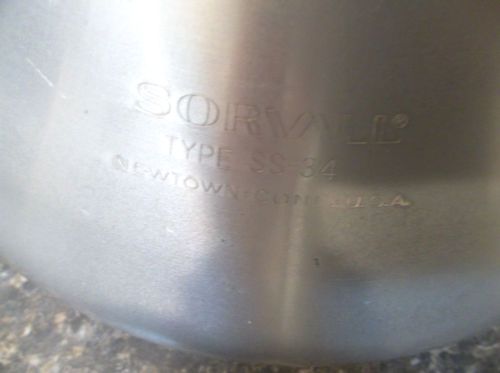 SORVALL®
TYPE SS-34
NEWTOWN, CONN. U.S.A.